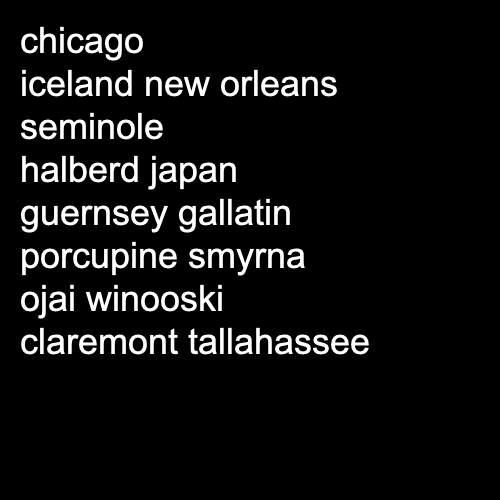 chicago
iceland new orleans
seminole
halberd japan
guernsey gallatin
porcupine smyrna
ojai winooski
claremont tallahassee